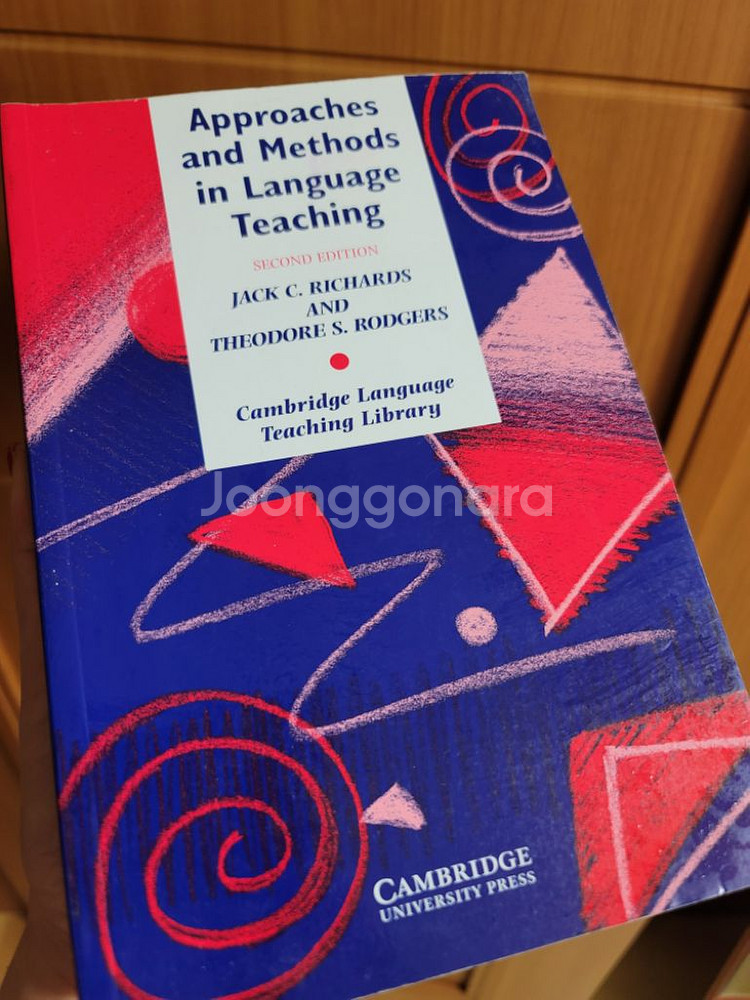 Approaches
and Methods
in Language
Teaching
SECOND EDITION
JACK C. RICHARDS
AND
THEODORE S. RODGERS
Cambridge Language
Teaching Library
Joonggonara
CAMBRIDGE
UNIVERSITY PRESS